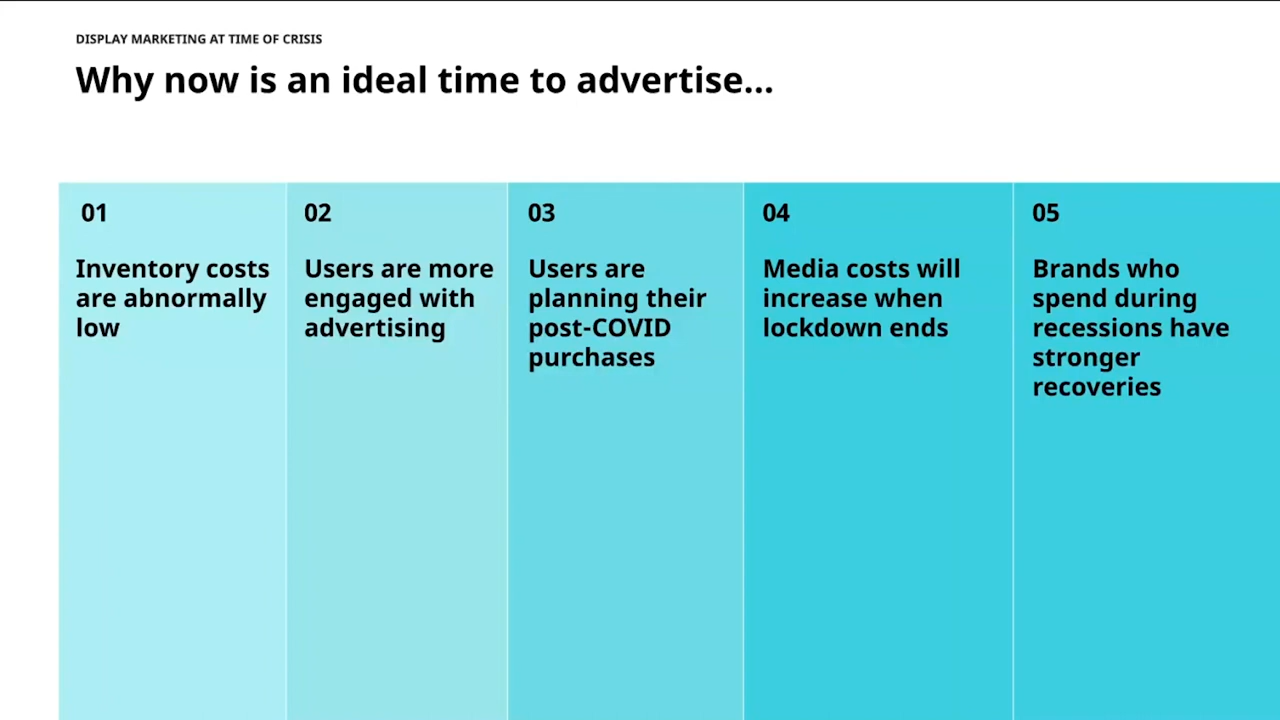 DISPLAY MARKETING AT TIME OF CRISIS
Why now is an ideal time to advertise...
01
Inventory costs
are abnormally
low
02
Users are more
engaged with
advertising
03
Users are
planning their
post-COVID
purchases
04
Media costs will
increase when
lockdown ends
05
Brands who
spend during
recessions have
stronger
recoveries